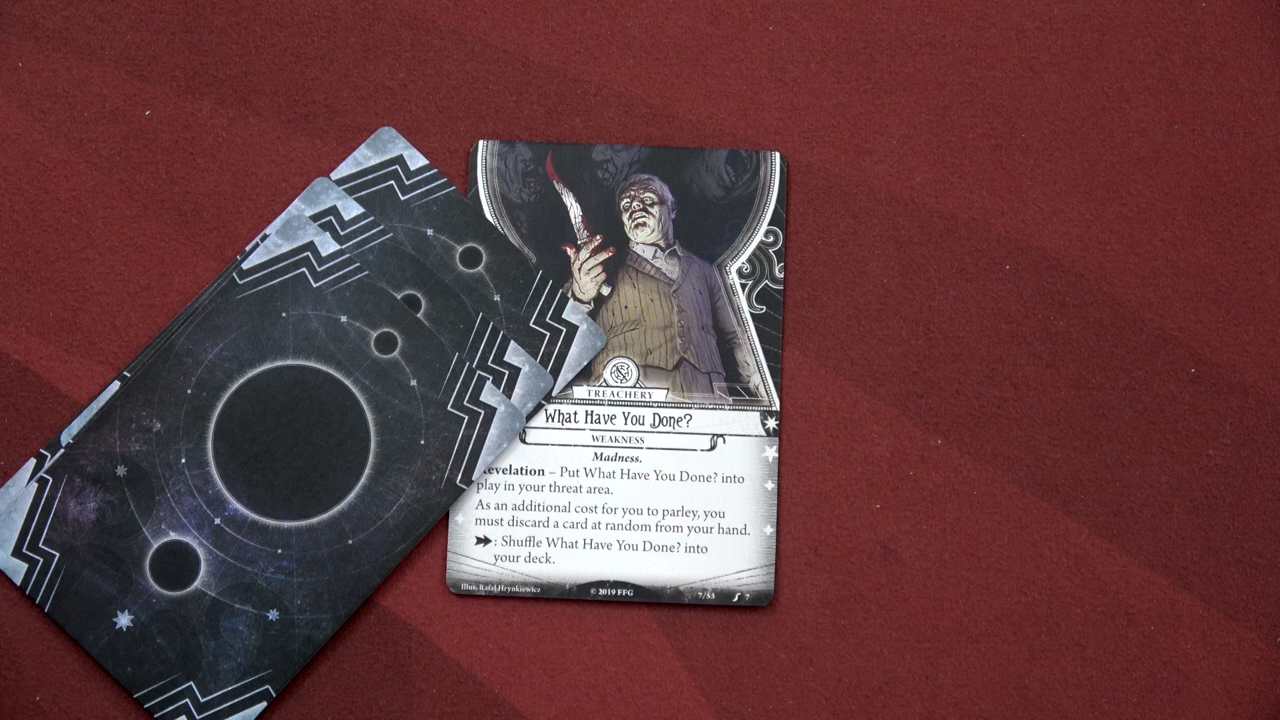 TREACHERY
What Have You Done?
WEAKNESS
Madness.
Revelation – Put What Have You Done? into
play in your threat area.
As an additional cost for you to parley, you
must discard a card at random from your hand.
: Shuffle What Have You Done? into
your deck.
Illus. Rafał Hrynkiewicz © 2019 FFG 7/53 7